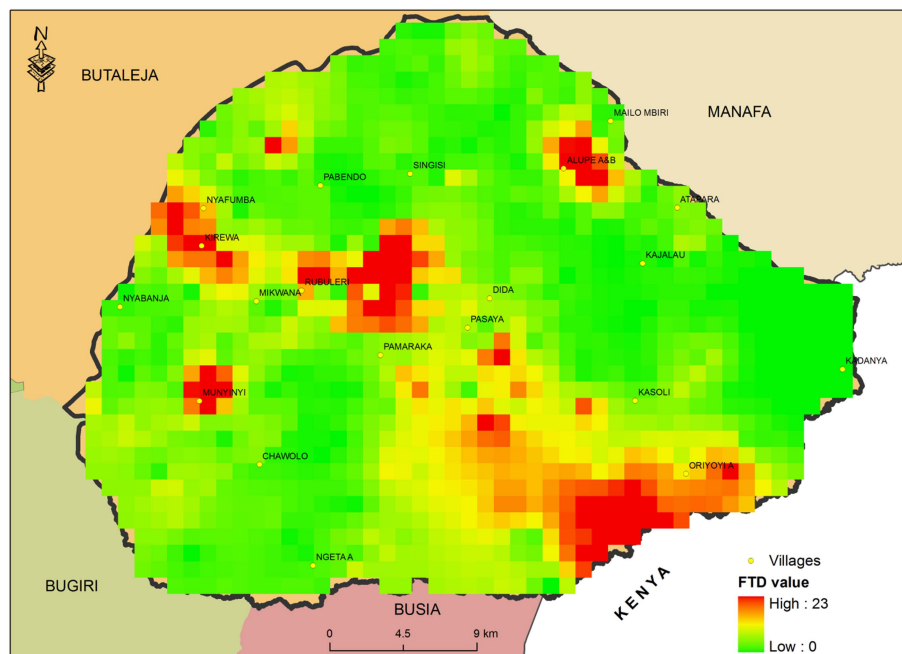 N
BUTALEJA
MANAFA
MAILO MBIRI
ALUPE A&B
SINGISI
PABENDO
NYAFUMBA
ATAPARA
KIREWA
KAJALAU
RUBULERI
DIDA
MIKWANA
NYABANJA
PASAYA
PAMARAKA
KADANYA
MUNYINYI
KASOLI
CHAWOLO
ORIYOYI A
NGETA A
BUGIRI
BUSIA
KENYA
Villages
FTD value
High : 23
Low : 0
0 4.5 9 km